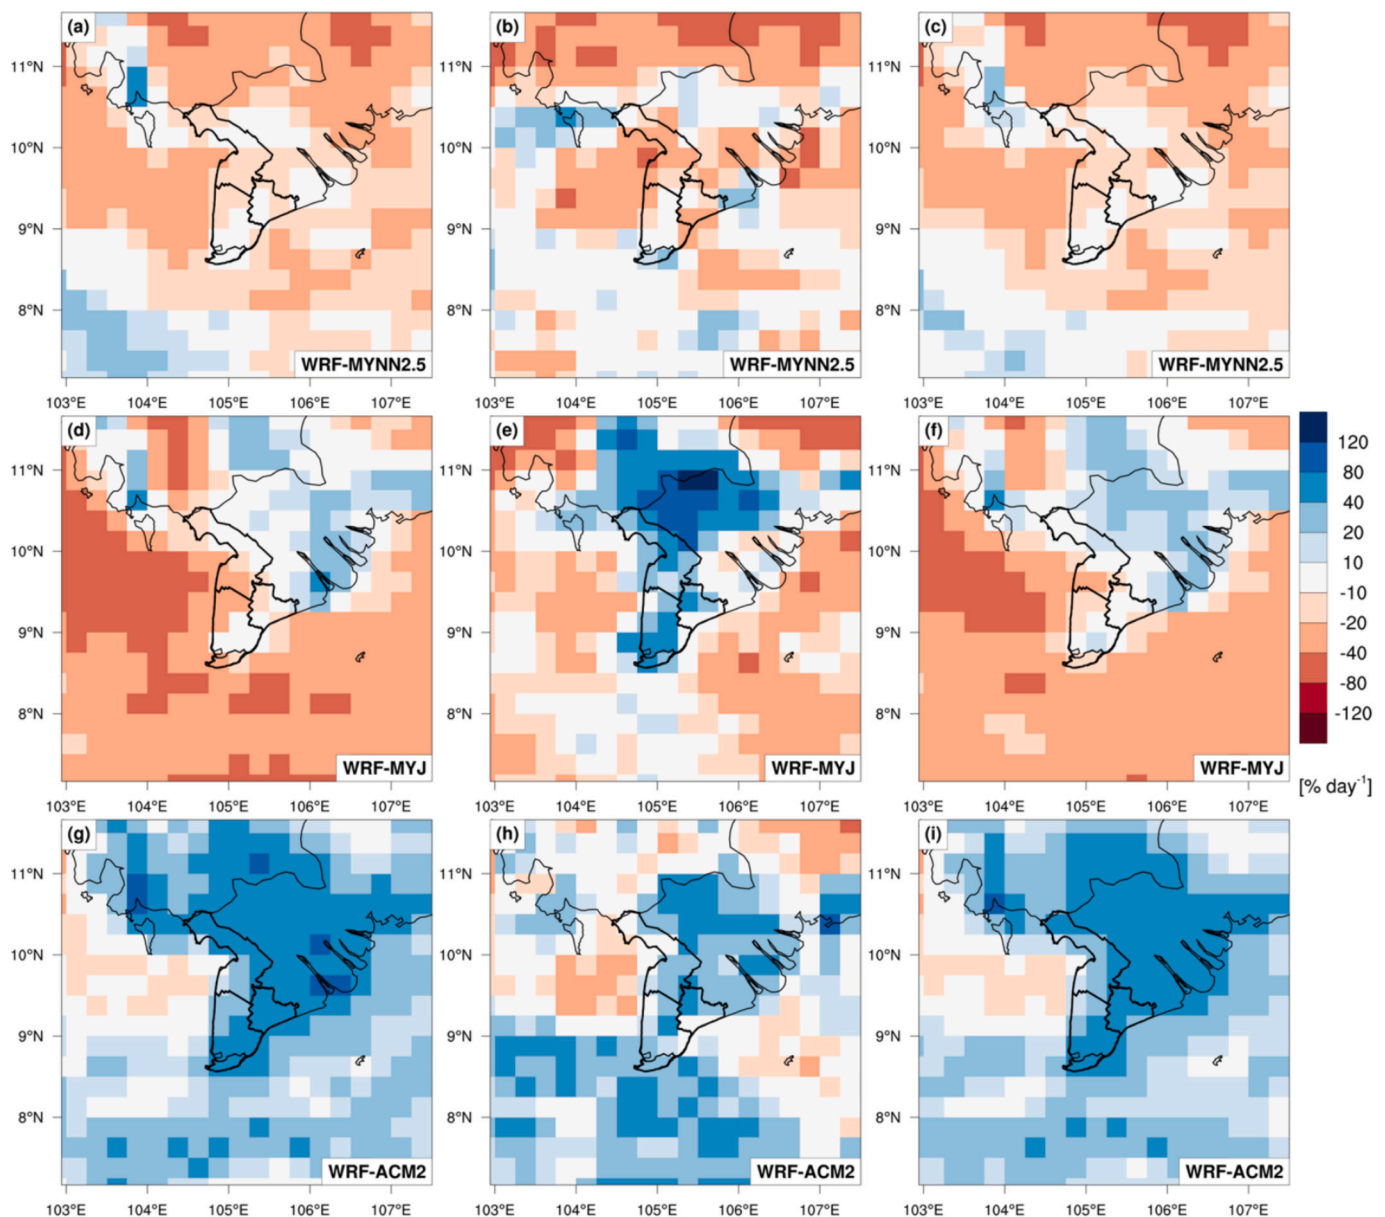 (a) (b) (c)
11°N 11°N 11°N
10°N 10°N 10°N
9°N 9°N 9°N
8°N 8°N 8°N
WRF-MYNN2.5 WRF-MYNN2.5 WRF-MYNN2.5
103°E 104°E 105°E 106°E 107°E 103°E 104°E 105°E 106°E 107°E 103°E 104°E 105°E 106°E 107°E
(d) (e) (f)
11°N 11°N 11°N
10°N 10°N 10°N
9°N 9°N 9°N
8°N 8°N 8°N
WRF-MYJ WRF-MYJ WRF-MYJ
103°E 104°E 105°E 106°E 107°E 103°E 104°E 105°E 106°E 107°E 103°E 104°E 105°E 106°E 107°E
120
80
40
20
10
-10
-20
-40
-80
-120
[% day⁻¹]
(g) (h) (i)
11°N 11°N 11°N
10°N 10°N 10°N
9°N 9°N 9°N
8°N 8°N 8°N
WRF-ACM2 WRF-ACM2 WRF-ACM2
103°E 104°E 105°E 106°E 107°E 103°E 104°E 105°E 106°E 107°E 103°E 104°E 105°E 106°E 107°E